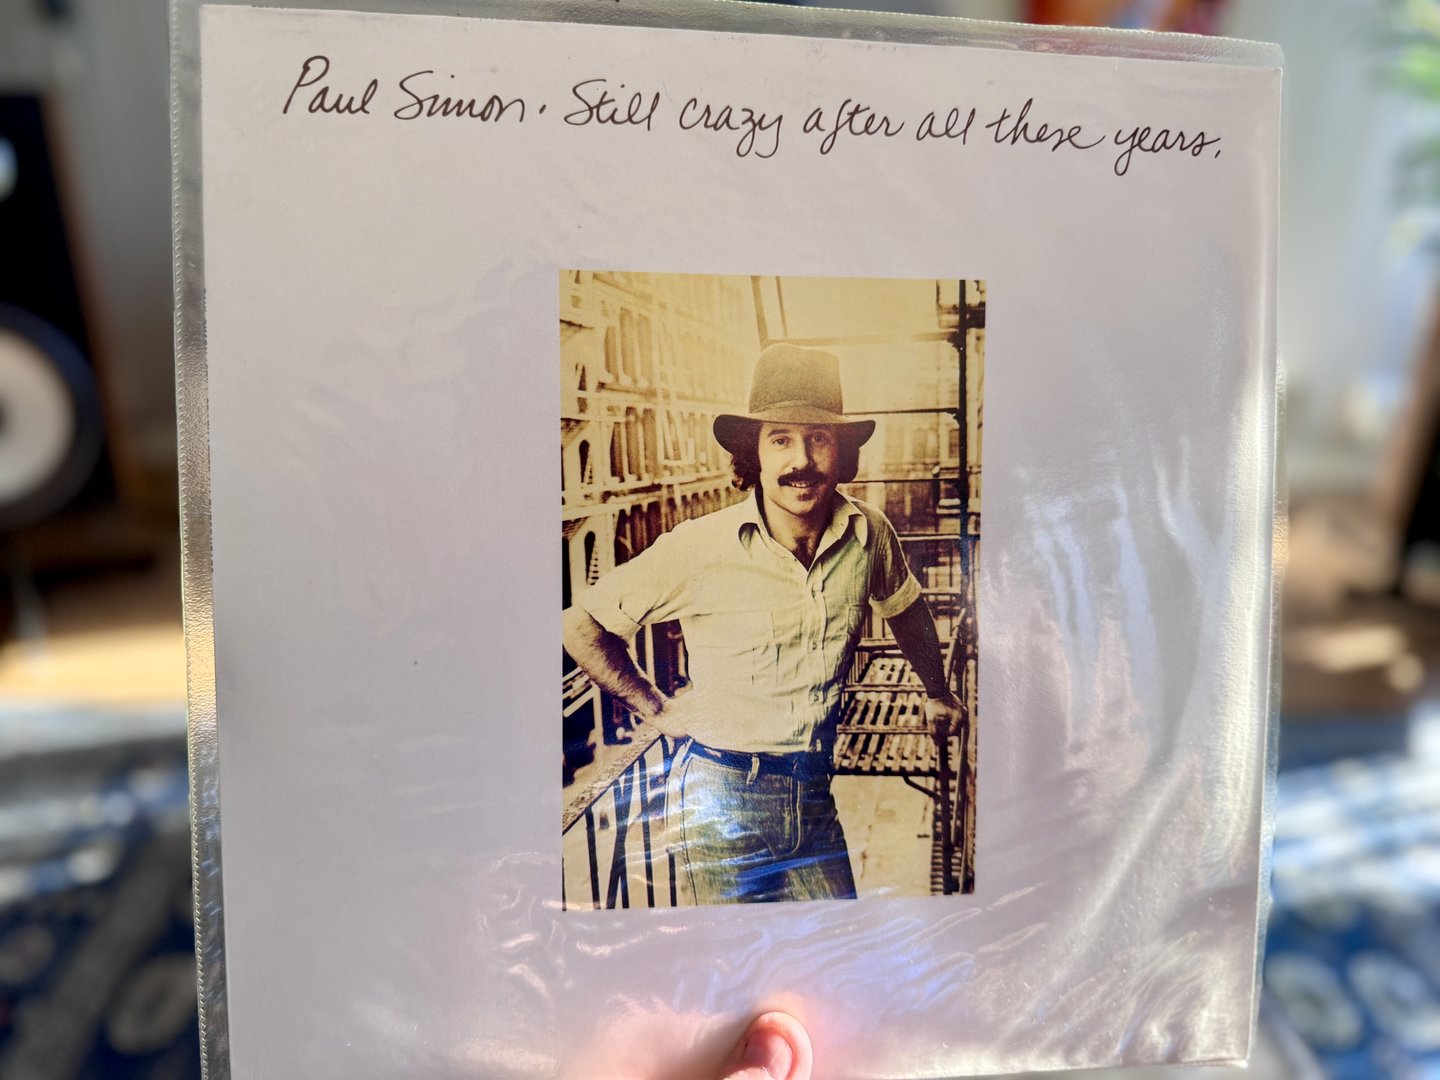 Paul Simon. Still crazy after all these years.